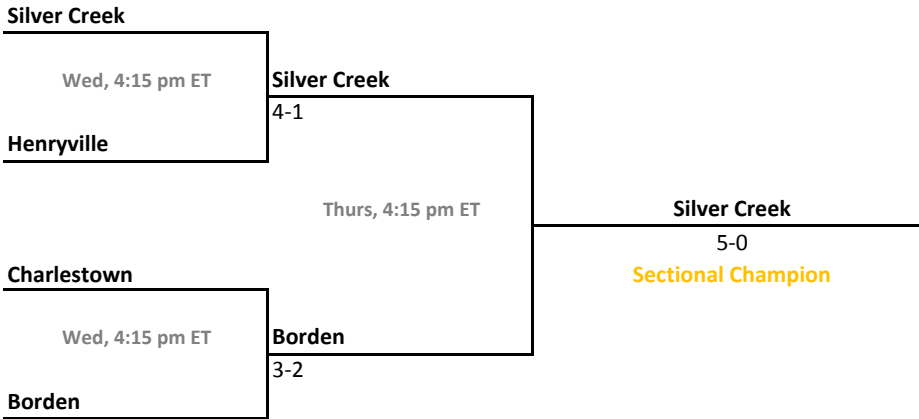 Silver Creek
Wed, 4:15 pm ET
Silver Creek
4-1
Henryville
Thurs, 4:15 pm ET
Silver Creek
5-0
Sectional Champion
Charlestown
Wed, 4:15 pm ET
Borden
3-2
Borden